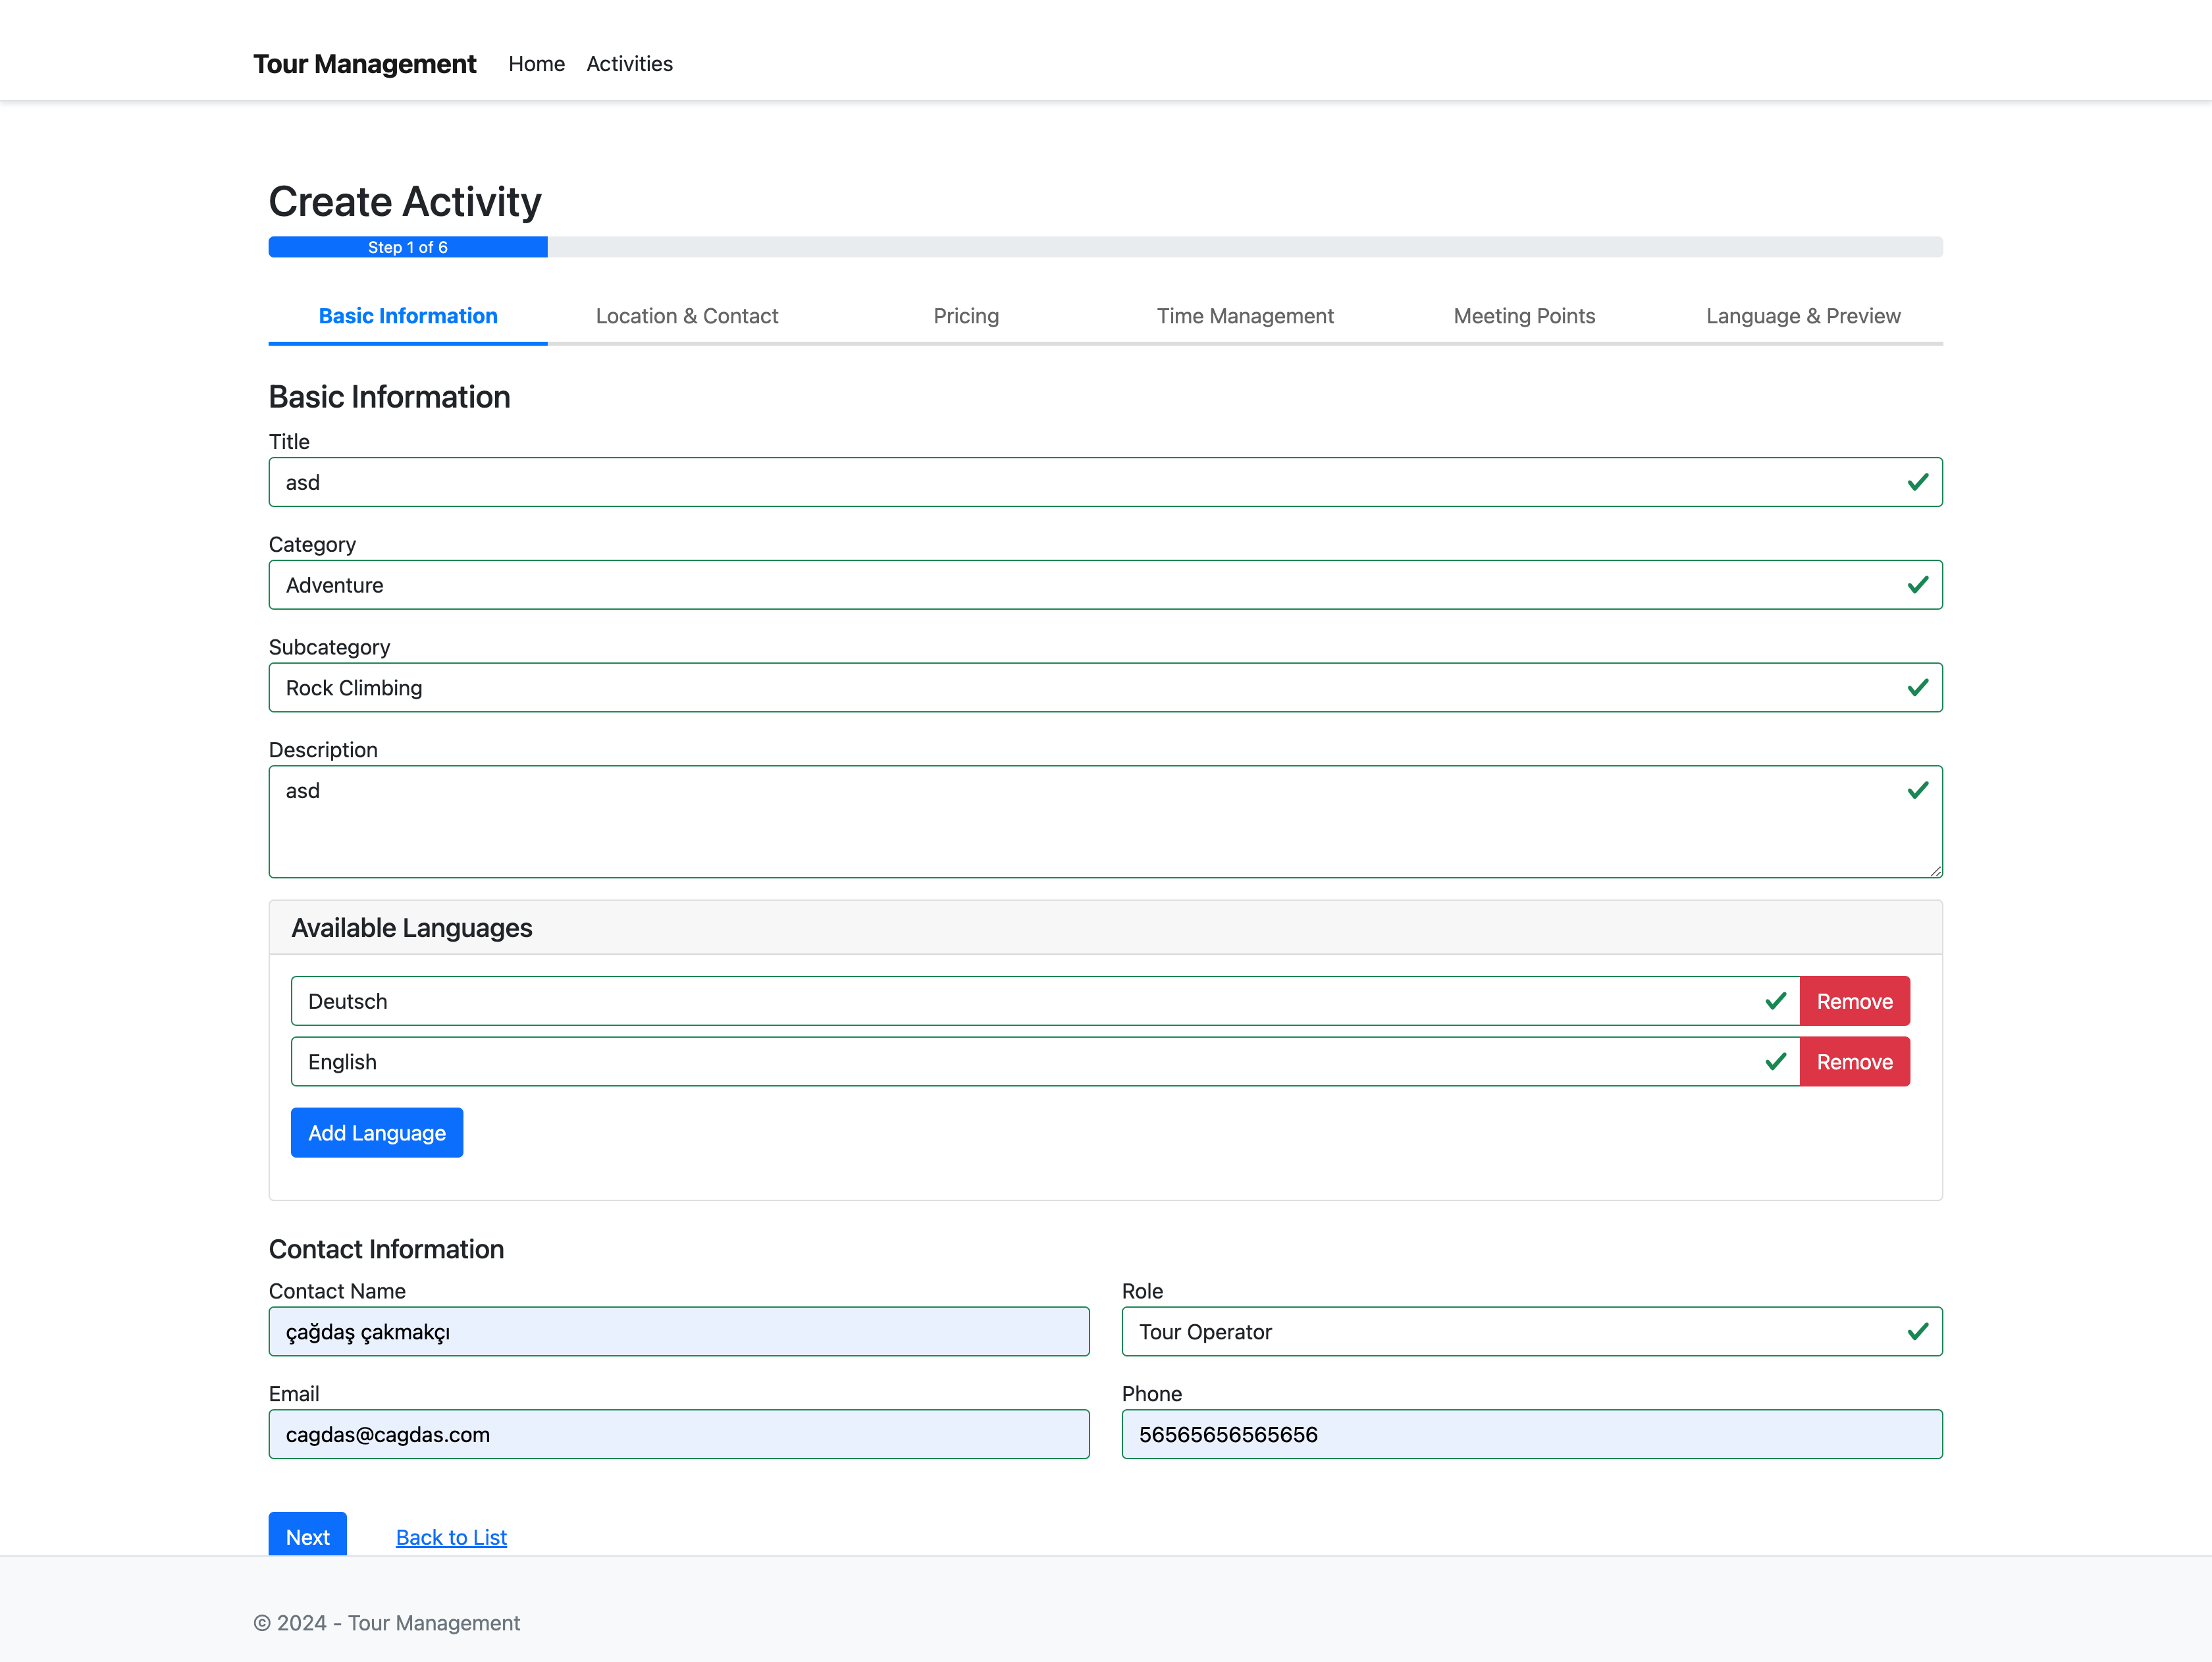 Tour Management Home Activities
Create Activity
Step 1 of 6
Basic Information Location & Contact Pricing Time Management Meeting Points Language & Preview
Basic Information
Title
asd
Category
Adventure
Subcategory
Rock Climbing
Description
asd
Available Languages
Deutsch Remove
English Remove
Add Language
Contact Information
Contact Name Role
çağdaş çakmakçı Tour Operator
Email Phone
cagdas@cagdas.com 56565656565656
Next Back to List
© 2024 - Tour Management